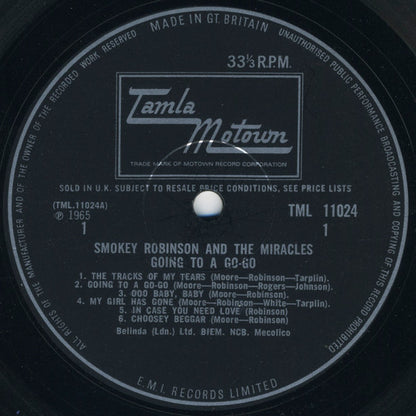 MADE IN GT. BRITAIN
ALL RIGHTS OF THE MANUFACTURER AND OF THE OWNER OF THE RECORDED WORK RESERVED
UNAUTHORISED PUBLIC PERFORMANCE BROADCASTING AND COPYING OF THIS RECORD PROHIBITED
33⅓ R.P.M.
Tamla
Motown
TRADE MARK OF MOTOWN RECORD CORPORATION
SOLD IN U.K. SUBJECT TO RESALE PRICE CONDITIONS, SEE PRICE LISTS
(TML.11024A)
℗ 1965
1
TML 11024
1
SMOKEY ROBINSON AND THE MIRACLES
GOING TO A GO-GO
1. THE TRACKS OF MY TEARS (Moore—Robinson—Tarplin)
2. GOING TO A GO-GO (Moore—Robinson—Rogers—Johnson)
3. OOO BABY, BABY (Moore—Robinson)
4. MY GIRL HAS GONE (Moore—Robinson—White—Tarplin)
5. IN CASE YOU NEED LOVE (Robinson)
6. CHOOSEY BEGGAR (Moore—Robinson)
Belinda (Ldn.) Ltd. BIEM. NCB. Mecolico
E.M.I. RECORDS LIMITED